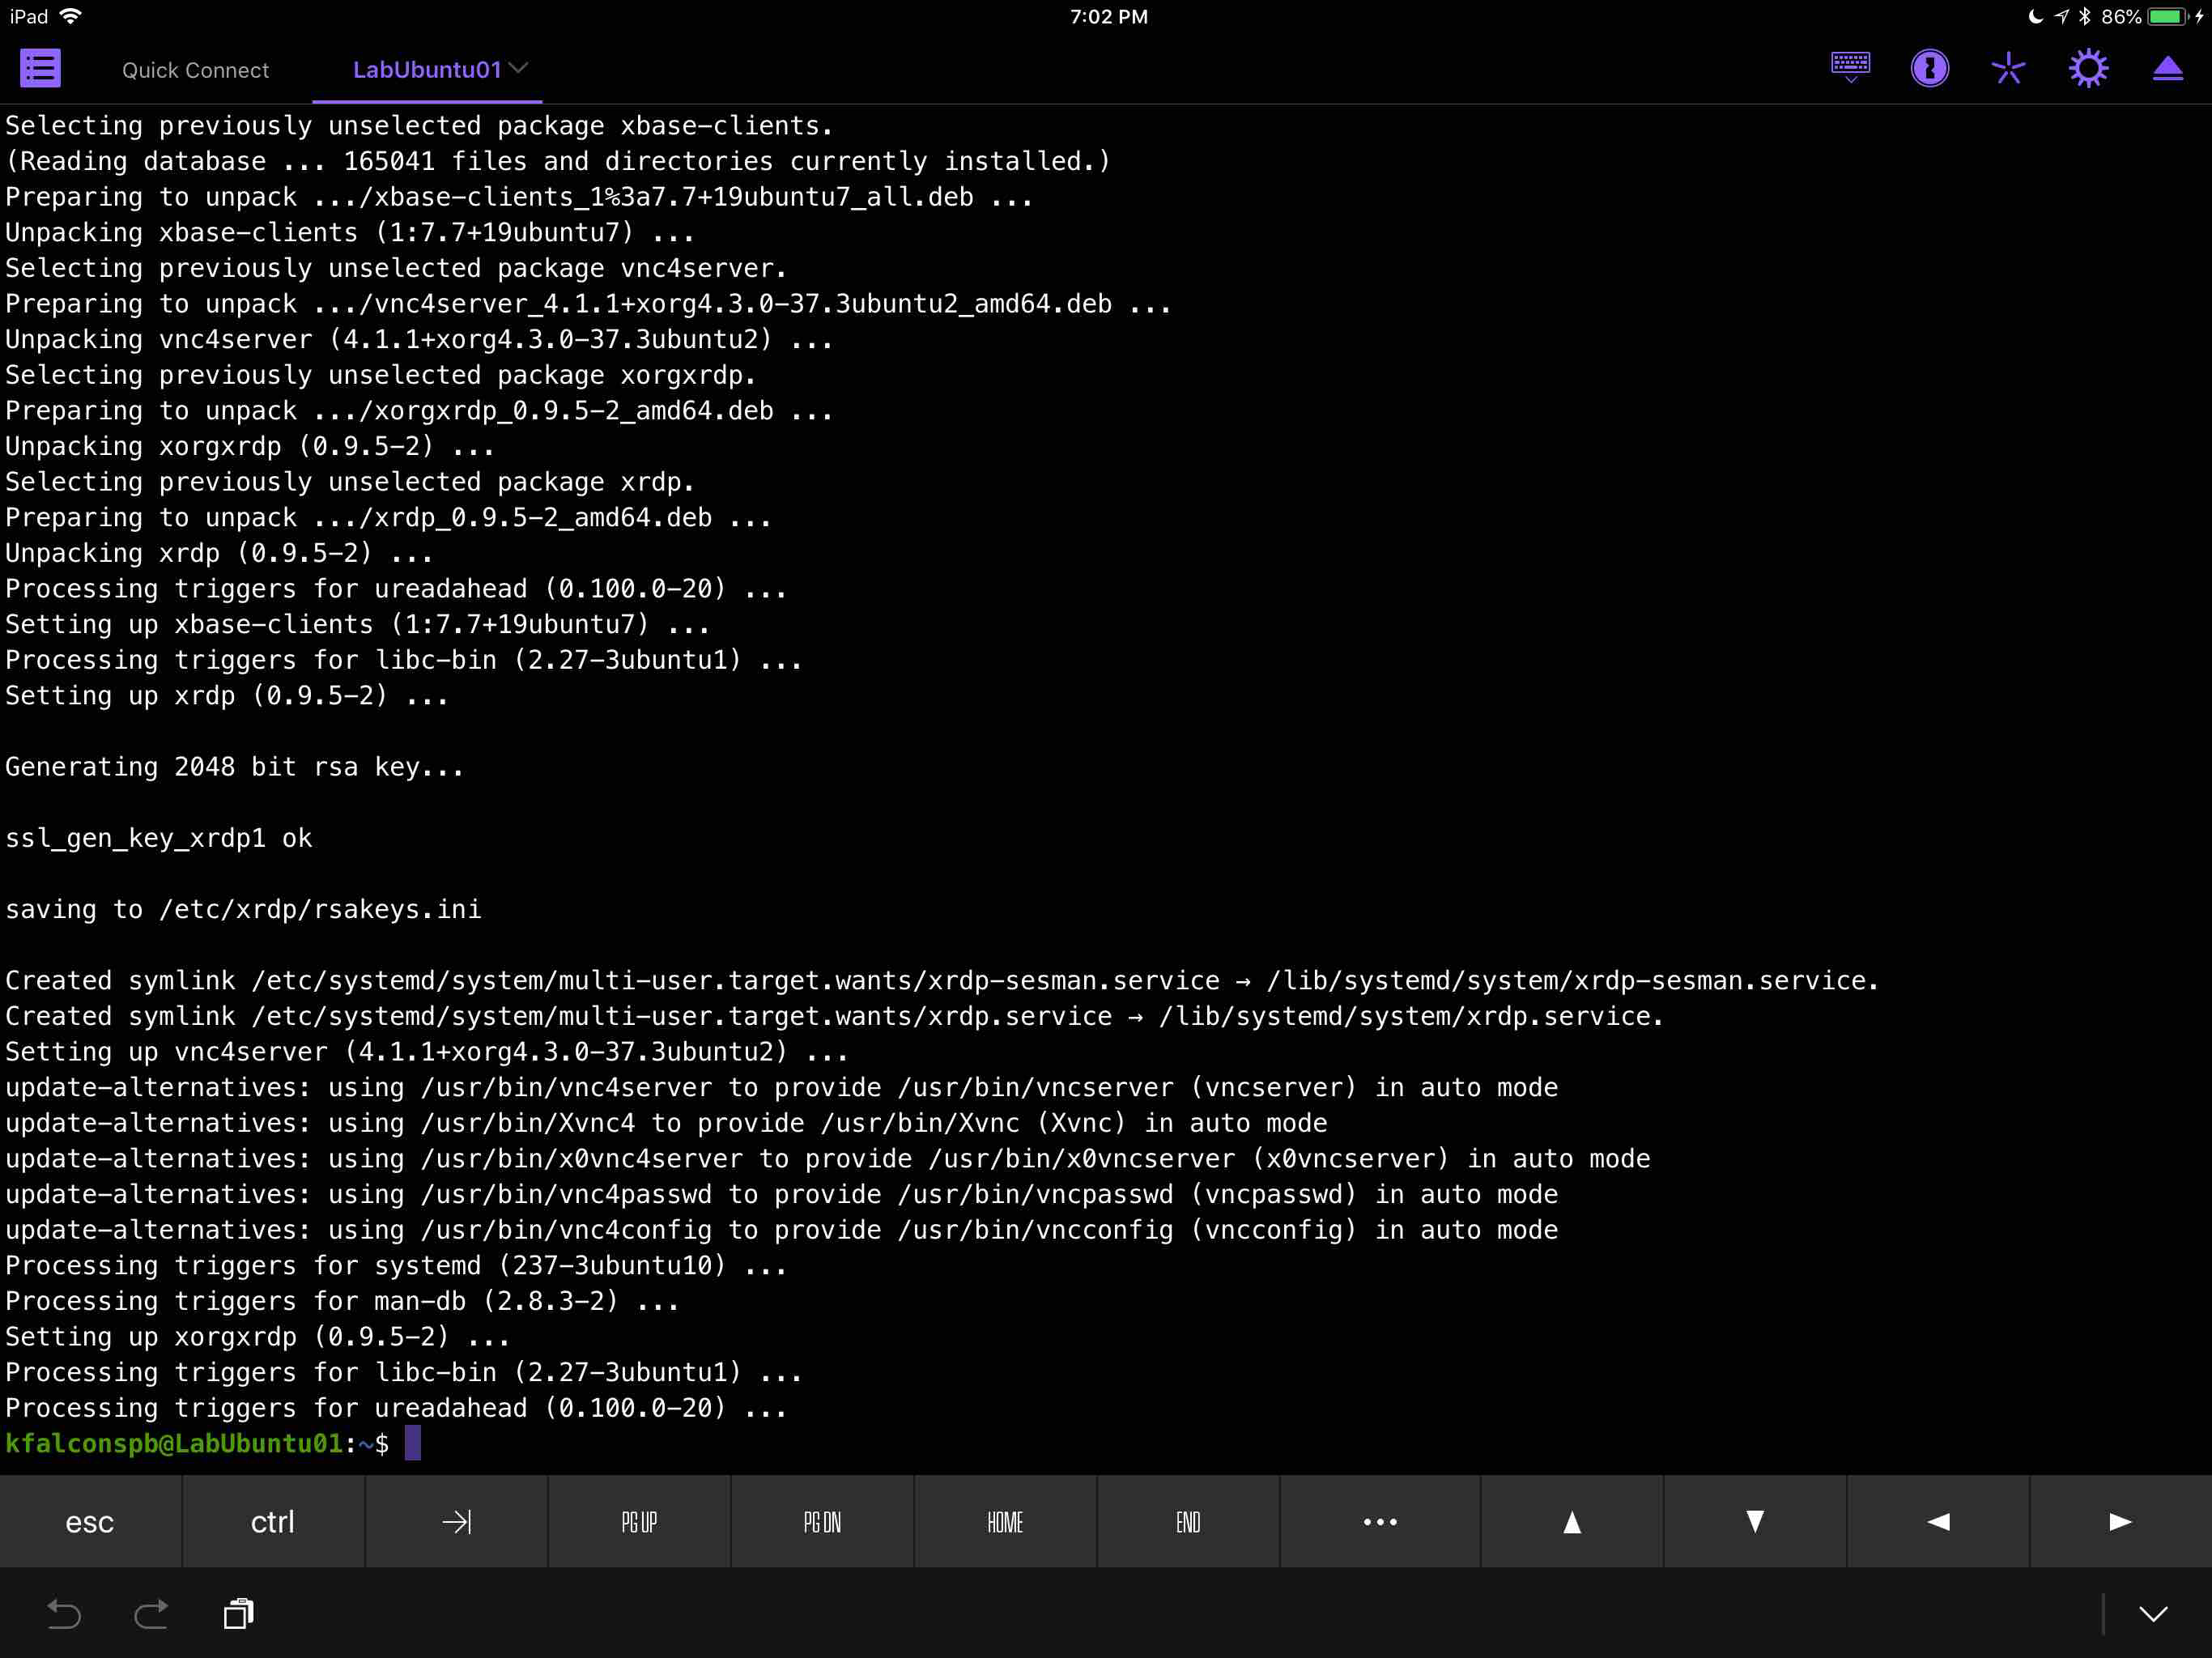 iPad 7:02 PM 86%
Quick Connect LabUbuntu01
Selecting previously unselected package xbase-clients.
(Reading database ... 165041 files and directories currently installed.)
Preparing to unpack .../xbase-clients_1%3a7.7+19ubuntu7_all.deb ...
Unpacking xbase-clients (1:7.7+19ubuntu7) ...
Selecting previously unselected package vnc4server.
Preparing to unpack .../vnc4server_4.1.1+xorg4.3.0-37.3ubuntu2_amd64.deb ...
Unpacking vnc4server (4.1.1+xorg4.3.0-37.3ubuntu2) ...
Selecting previously unselected package xorgxrdp.
Preparing to unpack .../xorgxrdp_0.9.5-2_amd64.deb ...
Unpacking xorgxrdp (0.9.5-2) ...
Selecting previously unselected package xrdp.
Preparing to unpack .../xrdp_0.9.5-2_amd64.deb ...
Unpacking xrdp (0.9.5-2) ...
Processing triggers for ureadahead (0.100.0-20) ...
Setting up xbase-clients (1:7.7+19ubuntu7) ...
Processing triggers for libc-bin (2.27-3ubuntu1) ...
Setting up xrdp (0.9.5-2) ...
Generating 2048 bit rsa key...
ssl_gen_key_xrdp1 ok
saving to /etc/xrdp/rsakeys.ini
Created symlink /etc/systemd/system/multi-user.target.wants/xrdp-sesman.service → /lib/systemd/system/xrdp-sesman.service.
Created symlink /etc/systemd/system/multi-user.target.wants/xrdp.service → /lib/systemd/system/xrdp.service.
Setting up vnc4server (4.1.1+xorg4.3.0-37.3ubuntu2) ...
update-alternatives: using /usr/bin/vnc4server to provide /usr/bin/vncserver (vncserver) in auto mode
update-alternatives: using /usr/bin/Xvnc4 to provide /usr/bin/Xvnc (Xvnc) in auto mode
update-alternatives: using /usr/bin/x0vnc4server to provide /usr/bin/x0vncserver (x0vncserver) in auto mode
update-alternatives: using /usr/bin/vnc4passwd to provide /usr/bin/vncpasswd (vncpasswd) in auto mode
update-alternatives: using /usr/bin/vnc4config to provide /usr/bin/vncconfig (vncconfig) in auto mode
Processing triggers for systemd (237-3ubuntu10) ...
Processing triggers for man-db (2.8.3-2) ...
Setting up xorgxrdp (0.9.5-2) ...
Processing triggers for libc-bin (2.27-3ubuntu1) ...
Processing triggers for ureadahead (0.100.0-20) ...
kfalconspb@LabUbuntu01:~$
esc ctrl PG UP PG DN HOME END •••